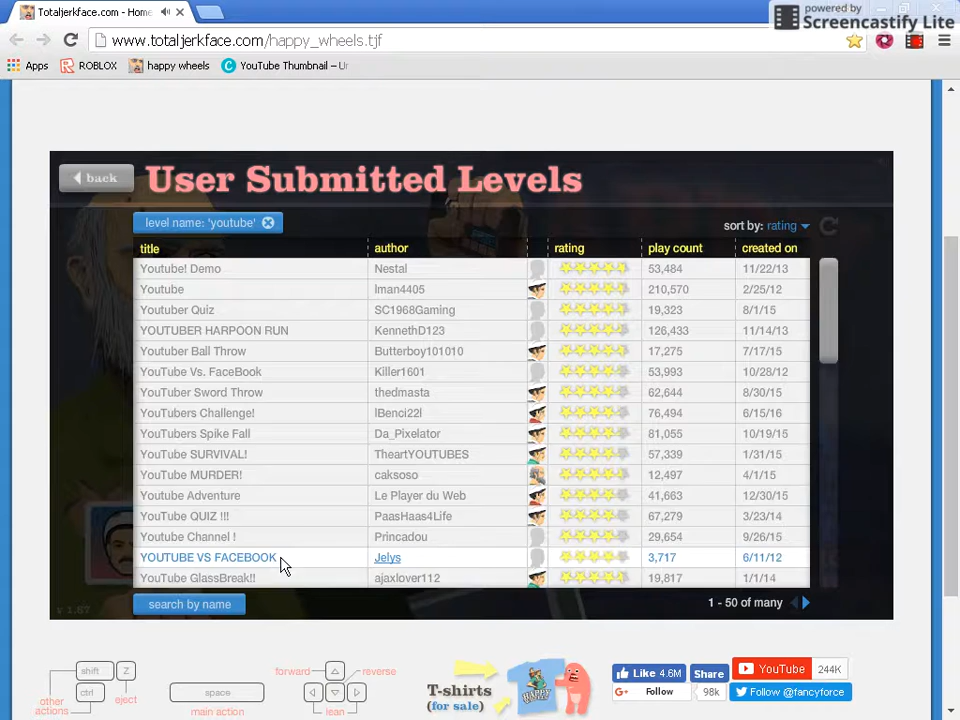 Totaljerkface.com - Home
powered by
Screencastify Lite
www.totaljerkface.com/happy_wheels.tjf
Apps ROBLOX happy wheels YouTube Thumbnail – Ur
back User Submitted Levels
level name: 'youtube' sort by: rating
title author rating play count created on
Youtube! Demo Nestal 53,484 11/22/13
Youtube lman4405 210,570 2/25/12
Youtuber Quiz SC1968Gaming 19,323 8/1/15
YOUTUBER HARPOON RUN KennethD123 126,433 11/14/13
Youtuber Ball Throw Butterboy101010 17,275 7/17/15
YouTube Vs. FaceBook Killer1601 53,993 10/28/12
YouTuber Sword Throw thedmasta 62,644 8/30/15
YouTubers Challenge! lBenoi22l 76,494 6/15/16
YouTubers Spike Fall Da_Pixelator 81,055 10/19/15
YouTube SURVIVAL! TheartYOUTUBES 57,339 1/31/15
YouTube MURDER! caksoso 12,497 4/1/15
Youtube Adventure Le Player du Web 41,663 12/30/15
YouTube QUIZ !!! PaasHaas4Life 67,279 3/23/14
Youtube Channel ! Princadou 29,654 9/26/15
YOUTUBE VS FACEBOOK Jelys 3,717 6/11/12
YouTube GlassBreak!! ajaxlover112 19,817 1/1/14
v 1.67 search by name 1 - 50 of many
shift Z forward reverse
ctrl space
other actions eject main action lean
T-shirts
(for sale)
HAPPY WHEELS
Like 4.6M Share YouTube 244K
G+ Follow 98k Follow @fancyforce